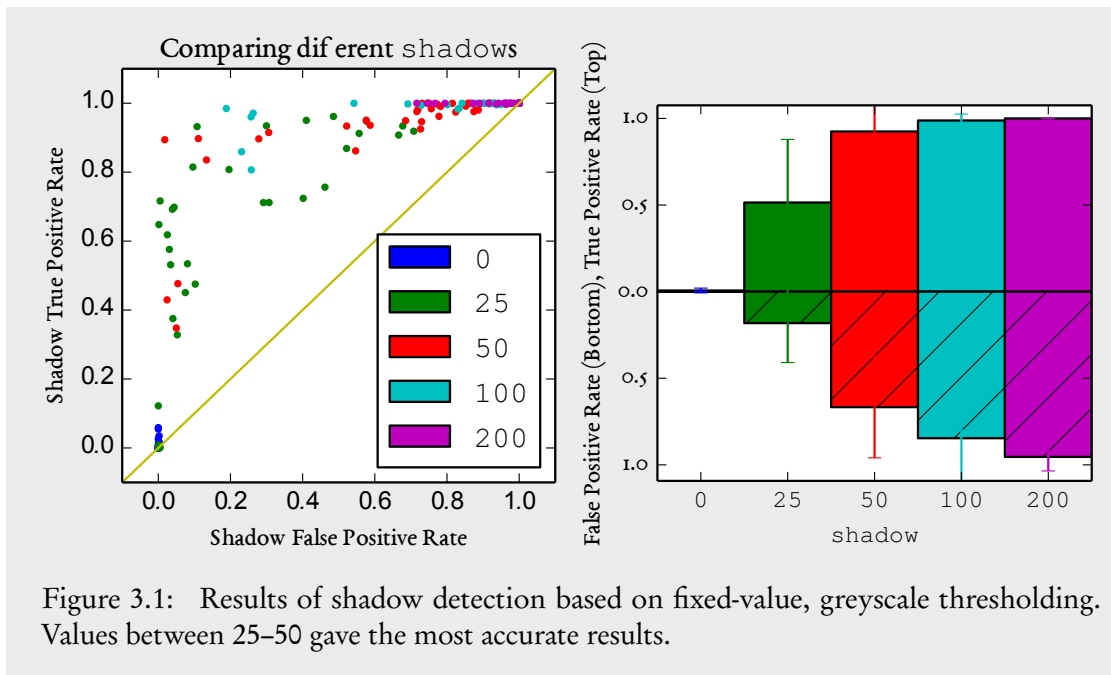 Comparing dif erent shadows
Shadow True Positive Rate
1.0
0.8
0.6
0.4
0.2
0.0
0
25
50
100
200
0.0 0.2 0.4 0.6 0.8 1.0
Shadow False Positive Rate
False Positive Rate (Bottom), True Positive Rate (Top)
1.0
0.5
0.0
0.5
1.0
0 25 50 100 200
shadow
Figure 3.1: Results of shadow detection based on fixed-value, greyscale thresholding.
Values between 25–50 gave the most accurate results.